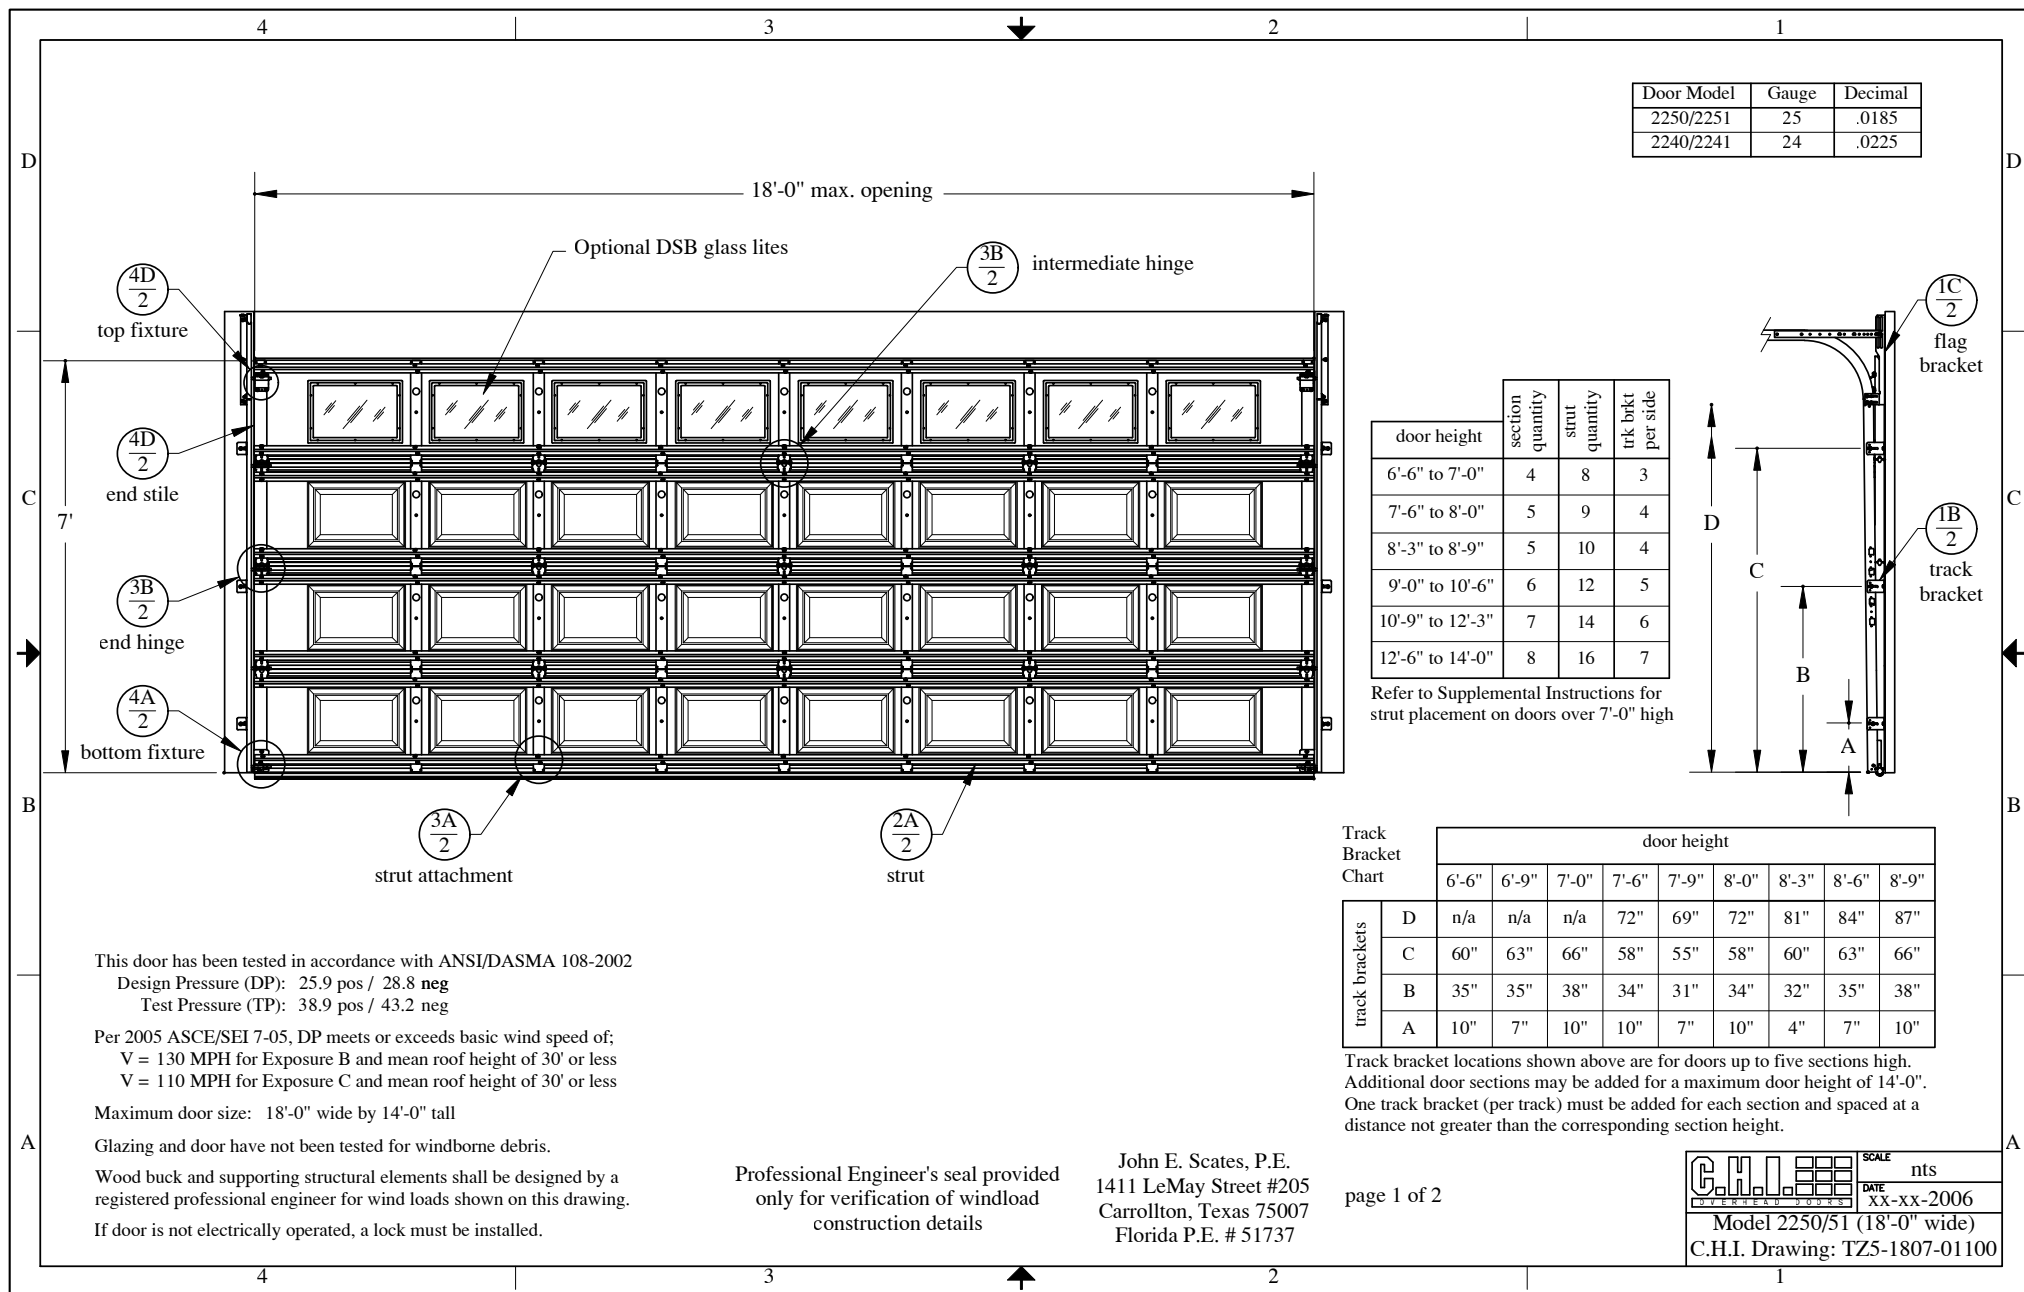 4 3 2 1
Door Model Gauge Decimal
2250/2251 25 .0185
2240/2241 24 .0225
D D
18'-0" max. opening
Optional DSB glass lites
3B
2
intermediate hinge
4D
2
top fixture
1C
2
flag
bracket
4D
2
end stile
C C
7'
door height
section
quantity
strut
quantity
trk brkt
per side
6'-6" to 7'-0" 4 8 3
7'-6" to 8'-0" 5 9 4
8'-3" to 8'-9" 5 10 4
9'-0" to 10'-6" 6 12 5
10'-9" to 12'-3" 7 14 6
12'-6" to 14'-0" 8 16 7
Refer to Supplemental Instructions for
strut placement on doors over 7'-0" high
D
C
B
A
1B
2
track
bracket
3B
2
end hinge
4A
2
bottom fixture
B B
3A
2
strut attachment
2A
2
strut
Track
Bracket
Chart
door height
6'-6" 6'-9" 7'-0" 7'-6" 7'-9" 8'-0" 8'-3" 8'-6" 8'-9"
track brackets
D n/a n/a n/a 72" 69" 72" 81" 84" 87"
C 60" 63" 66" 58" 55" 58" 60" 63" 66"
B 35" 35" 38" 34" 31" 34" 32" 35" 38"
A 10" 7" 10" 10" 7" 10" 4" 7" 10"
Track bracket locations shown above are for doors up to five sections high.
Additional door sections may be added for a maximum door height of 14'-0".
One track bracket (per track) must be added for each section and spaced at a
distance not greater than the corresponding section height.
This door has been tested in accordance with ANSI/DASMA 108-2002
Design Pressure (DP): 25.9 pos / 28.8 neg
Test Pressure (TP): 38.9 pos / 43.2 neg
Per 2005 ASCE/SEI 7-05, DP meets or exceeds basic wind speed of;
V = 130 MPH for Exposure B and mean roof height of 30' or less
V = 110 MPH for Exposure C and mean roof height of 30' or less
Maximum door size: 18'-0" wide by 14'-0" tall
Glazing and door have not been tested for windborne debris.
Wood buck and supporting structural elements shall be designed by a
registered professional engineer for wind loads shown on this drawing.
If door is not electrically operated, a lock must be installed.
A A
Professional Engineer's seal provided
only for verification of windload
construction details
John E. Scates, P.E.
1411 LeMay Street #205
Carrollton, Texas 75007
Florida P.E. # 51737
page 1 of 2
C.H.I.
OVERHEAD DOORS
SCALE
nts
DATE
xx-xx-2006
Model 2250/51 (18'-0" wide)
C.H.I. Drawing: TZ5-1807-01100
4 3 2 1